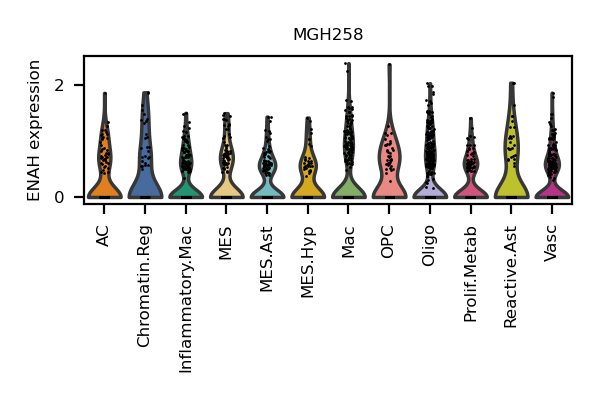 MGH258
ENAH expression
2
0
AC
Chromatin.Reg
Inflammatory.Mac
MES
MES.Ast
MES.Hyp
Mac
OPC
Oligo
Prolif.Metab
Reactive.Ast
Vasc